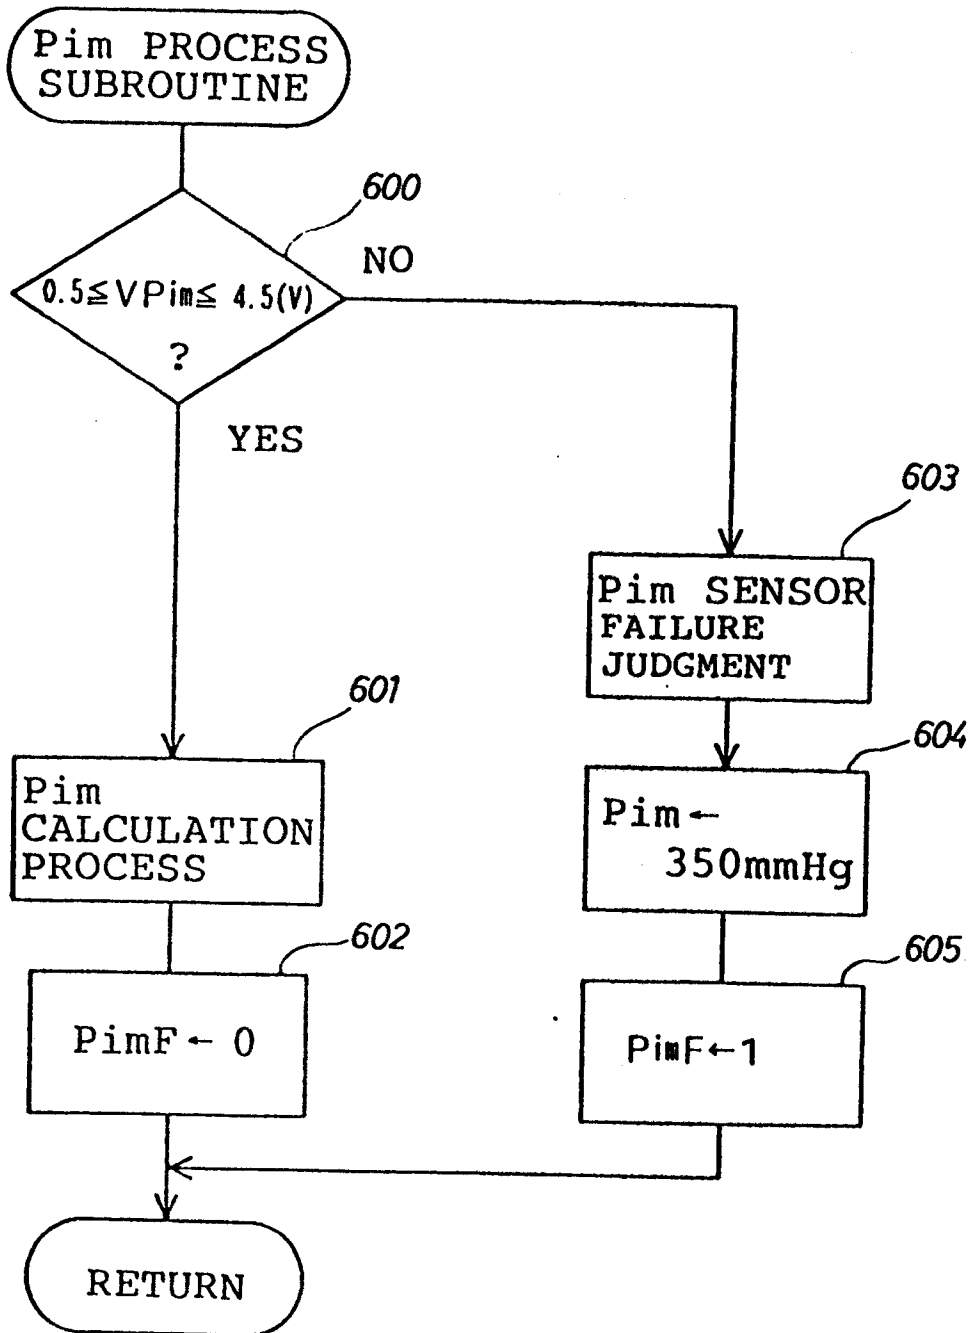 Pim PROCESS
SUBROUTINE
600
0.5≦VPim≦ 4.5(V)
?
NO
YES
603
Pim SENSOR
FAILURE
JUDGMENT
601
Pim
CALCULATION
PROCESS
604
Pim←
350mmHg
602
PimF← 0
605
PimF←1
RETURN